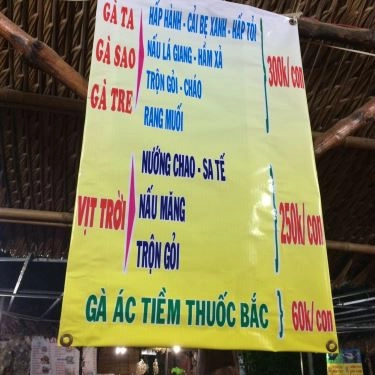 GÀ TA
GÀ SAO
GÀ TRE
HẤP HÀNH - CẢI BẸ XANH - HẤP TỎI
NẤU LÁ GIANG - HẦM XẢ
TRỘN GỎI - CHÁO
RANG MUỐI
300k/con
VỊT TRỜI
NƯỚNG CHAO - SA TẾ
NẤU MĂNG
TRỘN GỎI
250k/con
GÀ ÁC TIỀM THUỐC BẮC
60k/con